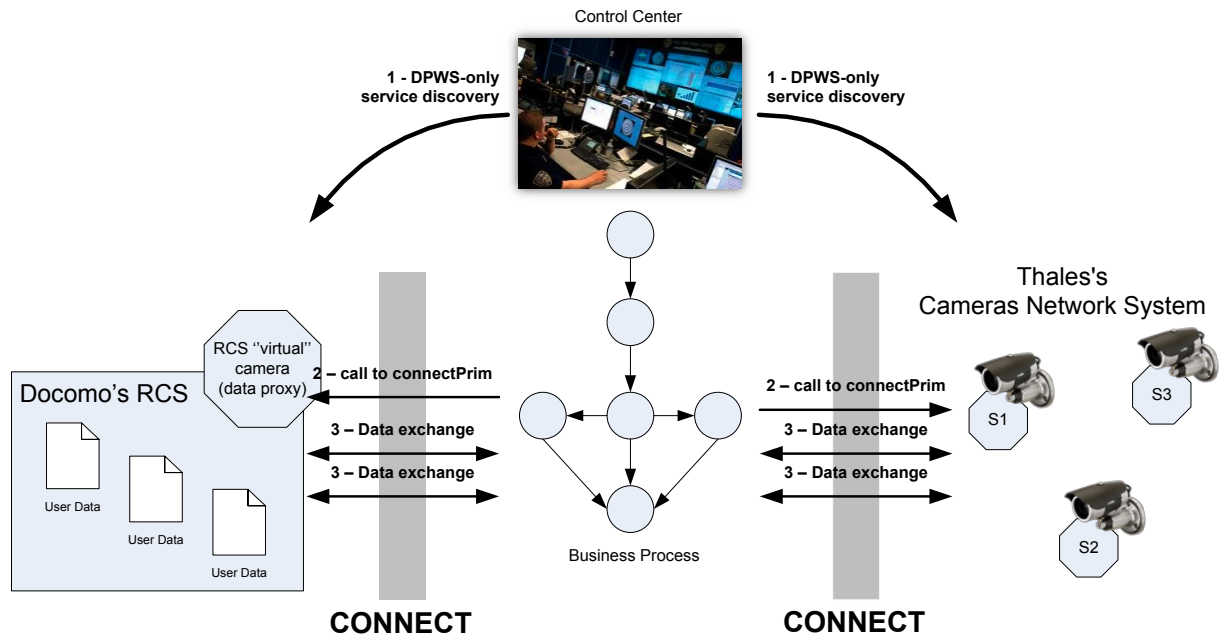 Control Center
1 - DPWS-only
service discovery
1 - DPWS-only
service discovery
Thales's
Cameras Network System
RCS ‘’virtual’’
camera
(data proxy)
Docomo’s RCS
2 – call to connectPrim
2 – call to connectPrim
S1
S3
3 – Data exchange
3 – Data exchange
3 – Data exchange
3 – Data exchange
User Data
User Data
User Data
S2
Business Process
CONNECT
CONNECT